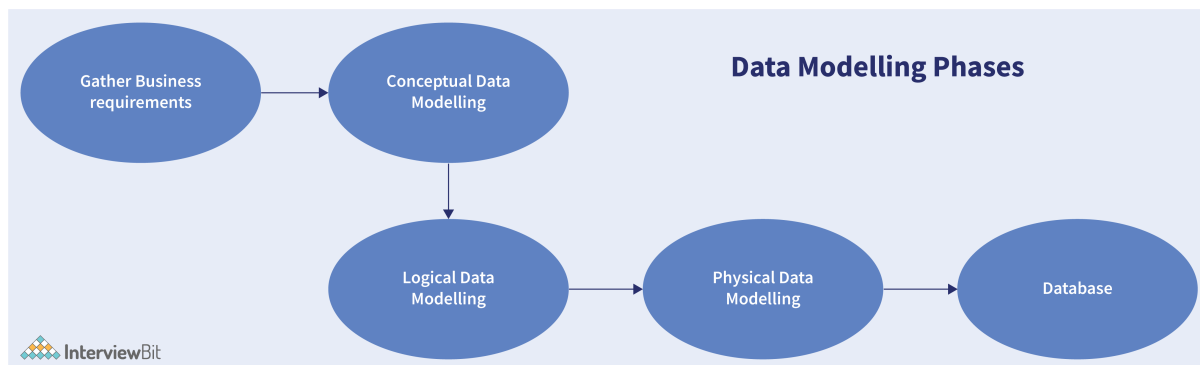 Data Modelling Phases
Gather Business
requirements
Conceptual Data
Modelling
Logical Data
Modelling
Physical Data
Modelling
Database
InterviewBit